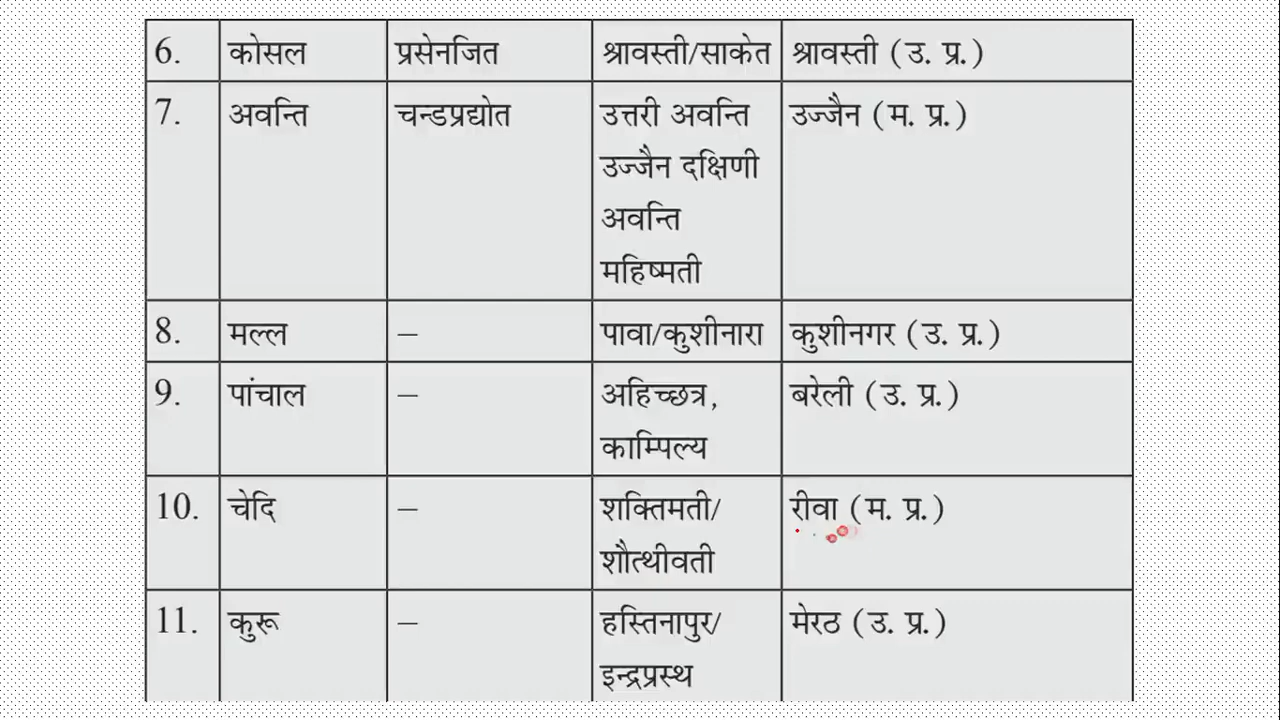 6. कोसल प्रसेनजित श्रावस्ती/साकेत श्रावस्ती (उ. प्र.)
7. अवन्ति चन्डप्रद्योत उत्तरी अवन्ति उज्जैन (म. प्र.)
उज्जैन दक्षिणी
अवन्ति
महिष्मती
8. मल्ल – पावा/कुशीनारा कुशीनगर (उ. प्र.)
9. पांचाल – अहिच्छत्र, बरेली (उ. प्र.)
काम्पिल्य
10. चेदि – शक्तिमती/ रीवा (म. प्र.)
शौत्थीवती
11. कुरू – हस्तिनापुर/ मेरठ (उ. प्र.)
इन्द्रप्रस्थ